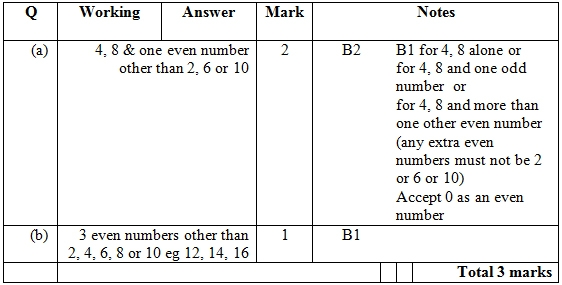 Q Working Answer Mark Notes
(a) 4, 8 & one even number 2 B2 B1 for 4, 8 alone or
other than 2, 6 or 10 for 4, 8 and one odd
number or
for 4, 8 and more than
one other even number
(any extra even
numbers must not be 2
or 6 or 10)
Accept 0 as an even
number
(b) 3 even numbers other than 1 B1
2, 4, 6, 8 or 10 eg 12, 14, 16
Total 3 marks